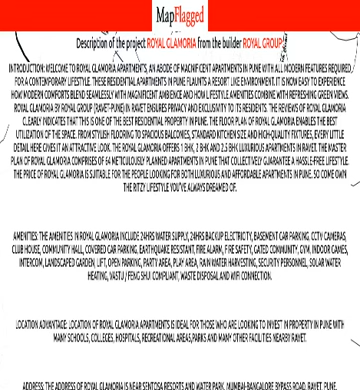 MapFlagged
Description of the project ROYAL GLAMORIA from the builder ROYAL GROUP
INTRODUCTION: WELCOME TO ROYAL GLAMORIA APARTMENTS, AN ABODE OF MAGNIFICENT APARTMENTS IN PUNE WITH ALL MODERN FEATURES REQUIRED
FOR A CONTEMPORARY LIFESTYLE. THESE RESIDENTIAL APARTMENTS IN PUNE FLAUNTS A RESORT LIKE ENVIRONMENT. IT IS NOW EASY TO EXPERIENCE
HOW MODERN COMFORTS BLEND SEAMLESSLY WITH MAGNIFICENT AMBIENCE AND HOW LIFESTYLE AMENITIES COMBINE WITH REFRESHING GREEN VIEWS.
ROYAL GLAMORIA BY ROYAL GROUP (RAVET-PUNE) IN RAVET ENSURES PRIVACY AND EXCLUSIVITY TO ITS RESIDENTS. THE REVIEWS OF ROYAL GLAMORIA
CLEARLY INDICATES THAT THIS IS ONE OF THE BEST RESIDENTIAL PROPERTY IN PUNE. THE FLOOR PLAN OF ROYAL GLAMORIA ENABLES THE BEST
UTILIZATION OF THE SPACE. FROM STYLISH FLOORING TO SPACIOUS BALCONIES, STANDARD KITCHEN SIZE AND HIGH-QUALITY FIXTURES, EVERY LITTLE
DETAIL HERE GIVES IT AN ATTRACTIVE LOOK. THE ROYAL GLAMORIA OFFERS 1 BHK, 2 BHK AND 2.5 BHK LUXURIOUS APARTMENTS IN RAVET. THE MASTER
PLAN OF ROYAL GLAMORIA COMPRISES OF 64 METICULOUSLY PLANNED APARTMENTS IN PUNE THAT COLLECTIVELY GUARANTEE A HASSLE-FREE LIFESTYLE.
THE PRICE OF ROYAL GLAMORIA IS SUITABLE FOR THE PEOPLE LOOKING FOR BOTH LUXURIOUS AND AFFORDABLE APARTMENTS IN PUNE. SO COME OWN
THE RITZY LIFESTYLE YOU'VE ALWAYS DREAMED OF.
AMENITIES: THE AMENITIES IN ROYAL GLAMORIA INCLUDE 24HRS WATER SUPPLY, 24HRS BACKUP ELECTRICITY, BASEMENT CAR PARKING, CCTV CAMERAS,
CLUB HOUSE, COMMUNITY HALL, COVERED CAR PARKING, EARTHQUAKE RESISTANT, FIRE ALARM, FIRE SAFETY, GATED COMMUNITY, GYM, INDOOR GAMES,
INTERCOM, LANDSCAPED GARDEN, LIFT, OPEN PARKING, PARTY AREA, PLAY AREA, RAIN WATER HARVESTING, SECURITY PERSONNEL, SOLAR WATER
HEATING, VASTU / FENG SHUI COMPLIANT, WASTE DISPOSAL AND WIFI CONNECTION.
LOCATION ADVANTAGE: LOCATION OF ROYAL GLAMORIA APARTMENTS IS IDEAL FOR THOSE WHO ARE LOOKING TO INVEST IN PROPERTY IN PUNE WITH
MANY SCHOOLS, COLLEGES, HOSPITALS, RECREATIONAL AREAS,PARKS AND MANY OTHER FACILITIES NEARBY RAVET.
ADDRESS: THE ADDRESS OF ROYAL GLAMORIA IS NEAR SENTOSA RESORTS AND WATER PARK, MUMBAI-BANGALORE BYPASS ROAD, RAVET, PUNE,